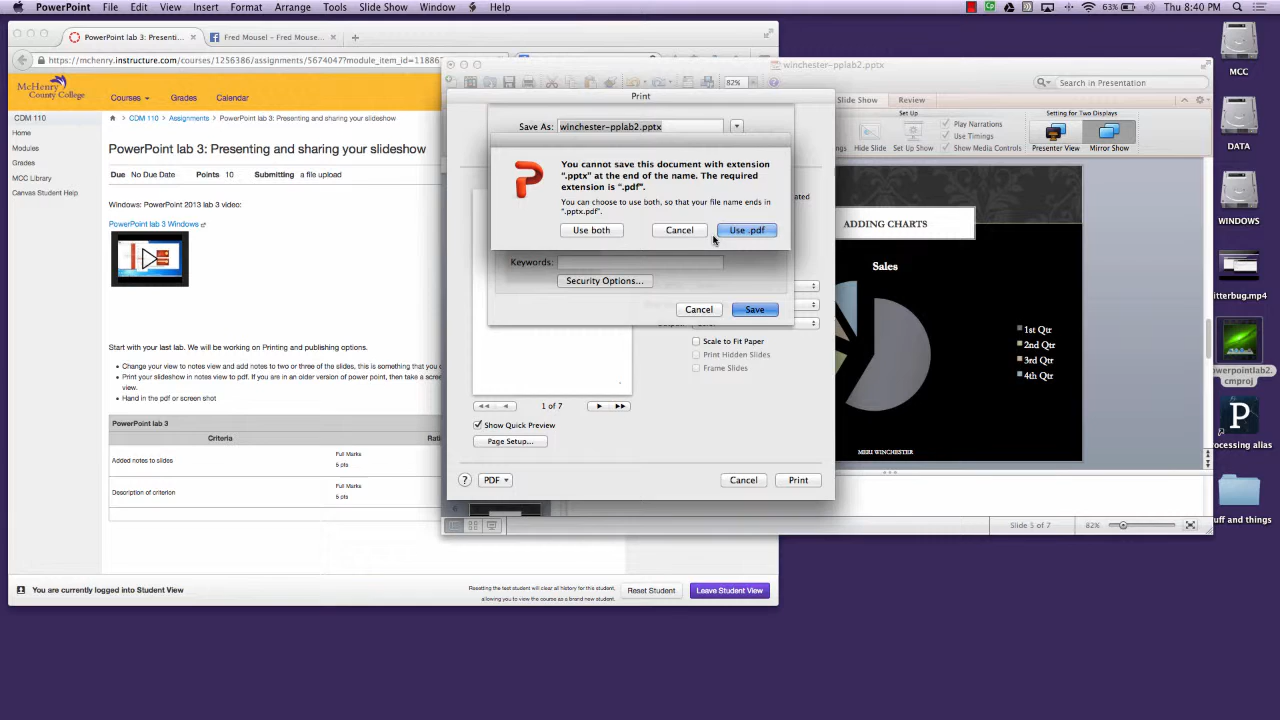 PowerPoint File Edit View Insert Format Arrange Tools Slide Show Window Help 63% Thu 8:40 PM
PowerPoint lab 3: Presenti...
Fred Mousel – Fred Mouse...
https://mchenry.instructure.com/courses/1256386/assignments/5674047?module_item_id=11886
McHenry
County College
Courses
Grades
Calendar
CDM 110
Home
Modules
Grades
MCC Library
Canvas Student Help
CDM 110 Assignments PowerPoint lab 3: Presenting and sharing your slideshow
PowerPoint lab 3: Presenting and sharing your slideshow
Due No Due Date Points 10 Submitting a file upload
Windows: PowerPoint 2013 lab 3 video:
PowerPoint lab 3 Windows
Start with your last lab. We will be working on Printing and publishing options.
Change your view to notes view and add notes to two or three of the slides, this is something that you c
Print your slideshow in notes view to pdf. If you are in an older version of power point, then take a scre
view.
Hand in the pdf or screen shot
PowerPoint lab 3
Criteria
Rati
Added notes to slides
Full Marks
5 pts
Description of criterion
Full Marks
5 pts
You are currently logged into Student View
Resetting the test student will clear all history for this student,
allowing you to view the course as a brand new student.
Reset Student
Leave Student View
winchester-pplab2.pptx
82%
Search in Presentation
Slide Show
Review
Set Up
Hide Slide
Set Up Show
Play Narrations
Use Timings
Show Media Controls
Setting for Two Displays
Presenter View
Mirror Show
Print
Save As: winchester-pplab2.pptx
You cannot save this document with extension
“.pptx” at the end of the name. The required
extension is “.pdf”.
You can choose to use both, so that your file name ends in
“.pptx.pdf”.
Use both
Cancel
Use .pdf
Keywords:
Security Options...
Cancel
Save
Scale to Fit Paper
Print Hidden Slides
Frame Slides
1 of 7
Show Quick Preview
Page Setup...
?
PDF
Cancel
Print
ADDING CHARTS
Sales
1st Qtr
2nd Qtr
3rd Qtr
4th Qtr
MERI WINCHESTER
Slide 5 of 7
82%
MCC
DATA
WINDOWS
itterbug.mp4
owerpointlab2.
cmproj
P
ocessing alias
uff and things